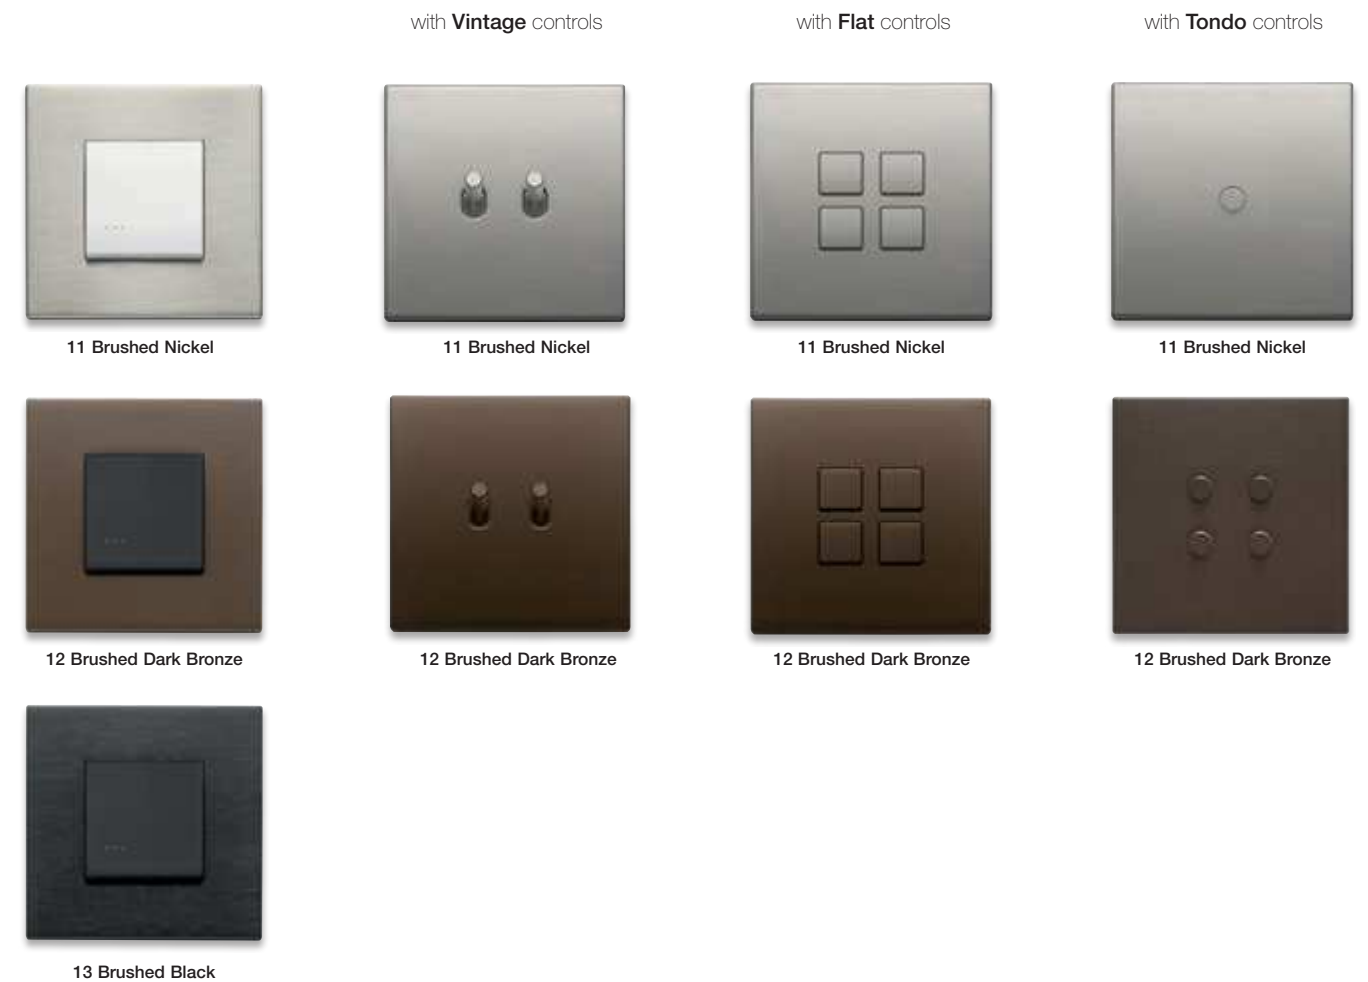 with Vintage controls
with Flat controls
with Tondo controls
11 Brushed Nickel
11 Brushed Nickel
11 Brushed Nickel
11 Brushed Nickel
12 Brushed Dark Bronze
12 Brushed Dark Bronze
12 Brushed Dark Bronze
12 Brushed Dark Bronze
13 Brushed Black